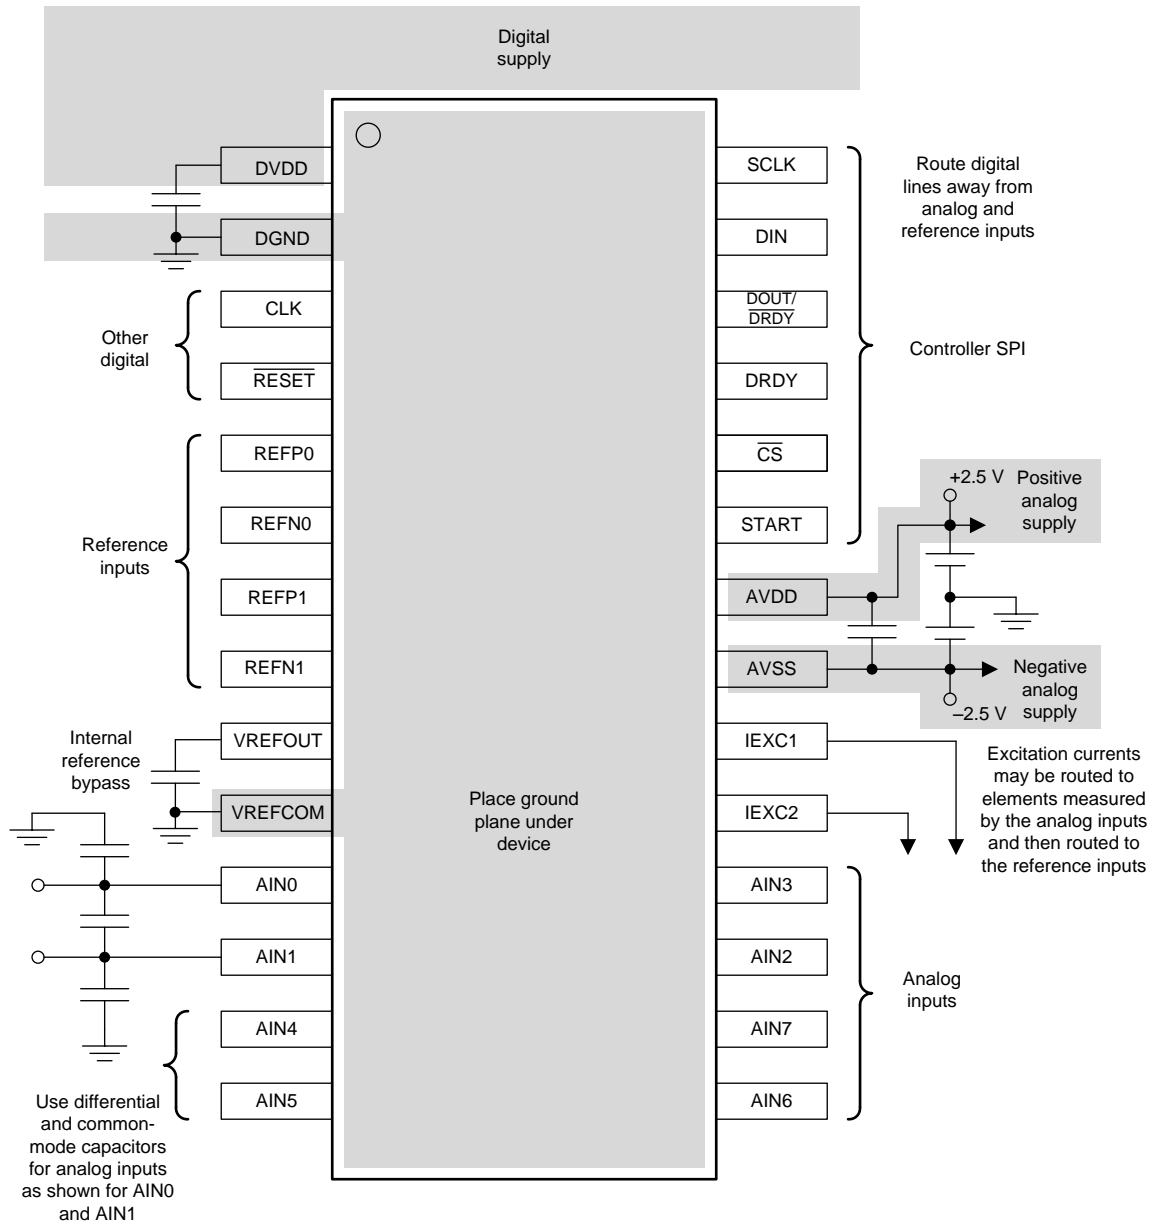 Digital
supply
DVDD
DGND
CLK
RESET
Other
digital
REFP0
REFN0
REFP1
REFN1
Reference
inputs
VREFOUT
VREFCOM
Internal
reference
bypass
AIN0
AIN1
AIN4
AIN5
Use differential
and common-
mode capacitors
for analog inputs
as shown for AIN0
and AIN1
Place ground
plane under
device
SCLK
DIN
DOUT/
DRDY
DRDY
CS
START
Route digital
lines away from
analog and
reference inputs
Controller SPI
AVDD
AVSS
+2.5 V
Positive
analog
supply
Negative
analog
supply
–2.5 V
IEXC1
IEXC2
Excitation currents
may be routed to
elements measured
by the analog inputs
and then routed to
the reference inputs
AIN3
AIN2
AIN7
AIN6
Analog
inputs